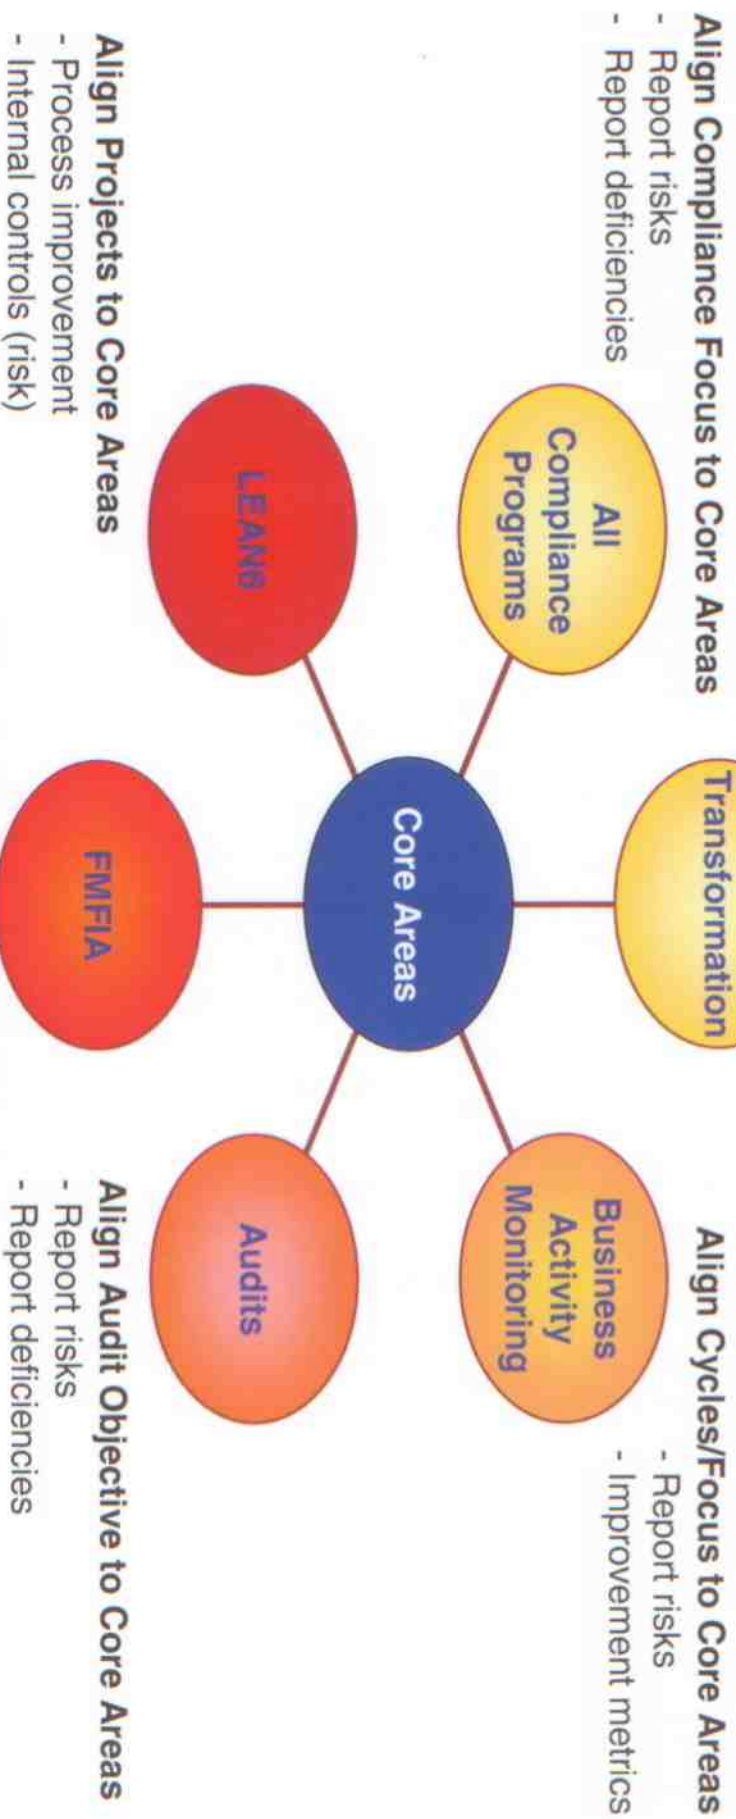 Transformation
Align Compliance Focus to Core Areas
- Report risks
- Report deficiencies
Align Cycles/Focus to Core Areas
- Report risks
- Improvement metrics
All
Compliance
Programs
Business
Activity
Monitoring
Core Areas
LEAN6
Audits
Align Projects to Core Areas
- Process improvement
- Internal controls (risk)
FMFIA
Align Audit Objective to Core Areas
- Report risks
- Report deficiencies